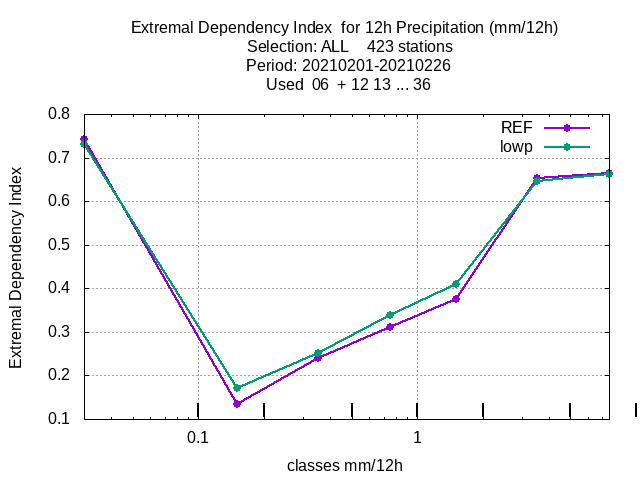 Extremal Dependency Index  for 12h Precipitation (mm/12h)
Selection: ALL    423 stations
Period: 20210201-20210226
Used  06  + 12 13 ... 36
REF
lowp
0.8
0.7
0.6
0.5
0.4
0.3
0.2
0.1
Extremal Dependency Index
0.1
1
classes mm/12h